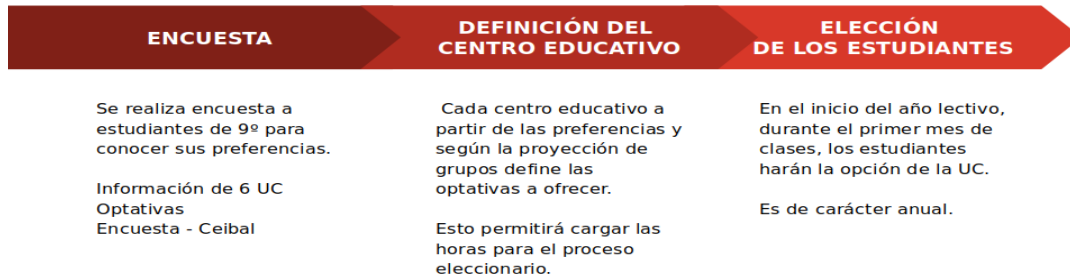 ENCUESTA
DEFINICIÓN DEL
CENTRO EDUCATIVO
ELECCIÓN
DE LOS ESTUDIANTES
Se realiza encuesta a
estudiantes de 9º para
conocer sus preferencias.
Información de 6 UC
Optativas
Encuesta - Ceibal
Cada centro educativo a
partir de las preferencias y
según la proyección de
grupos define las
optativas a ofrecer.
Esto permitirá cargar las
horas para el proceso
eleccionario.
En el inicio del año lectivo,
durante el primer mes de
clases, los estudiantes
harán la opción de la UC.
Es de carácter anual.